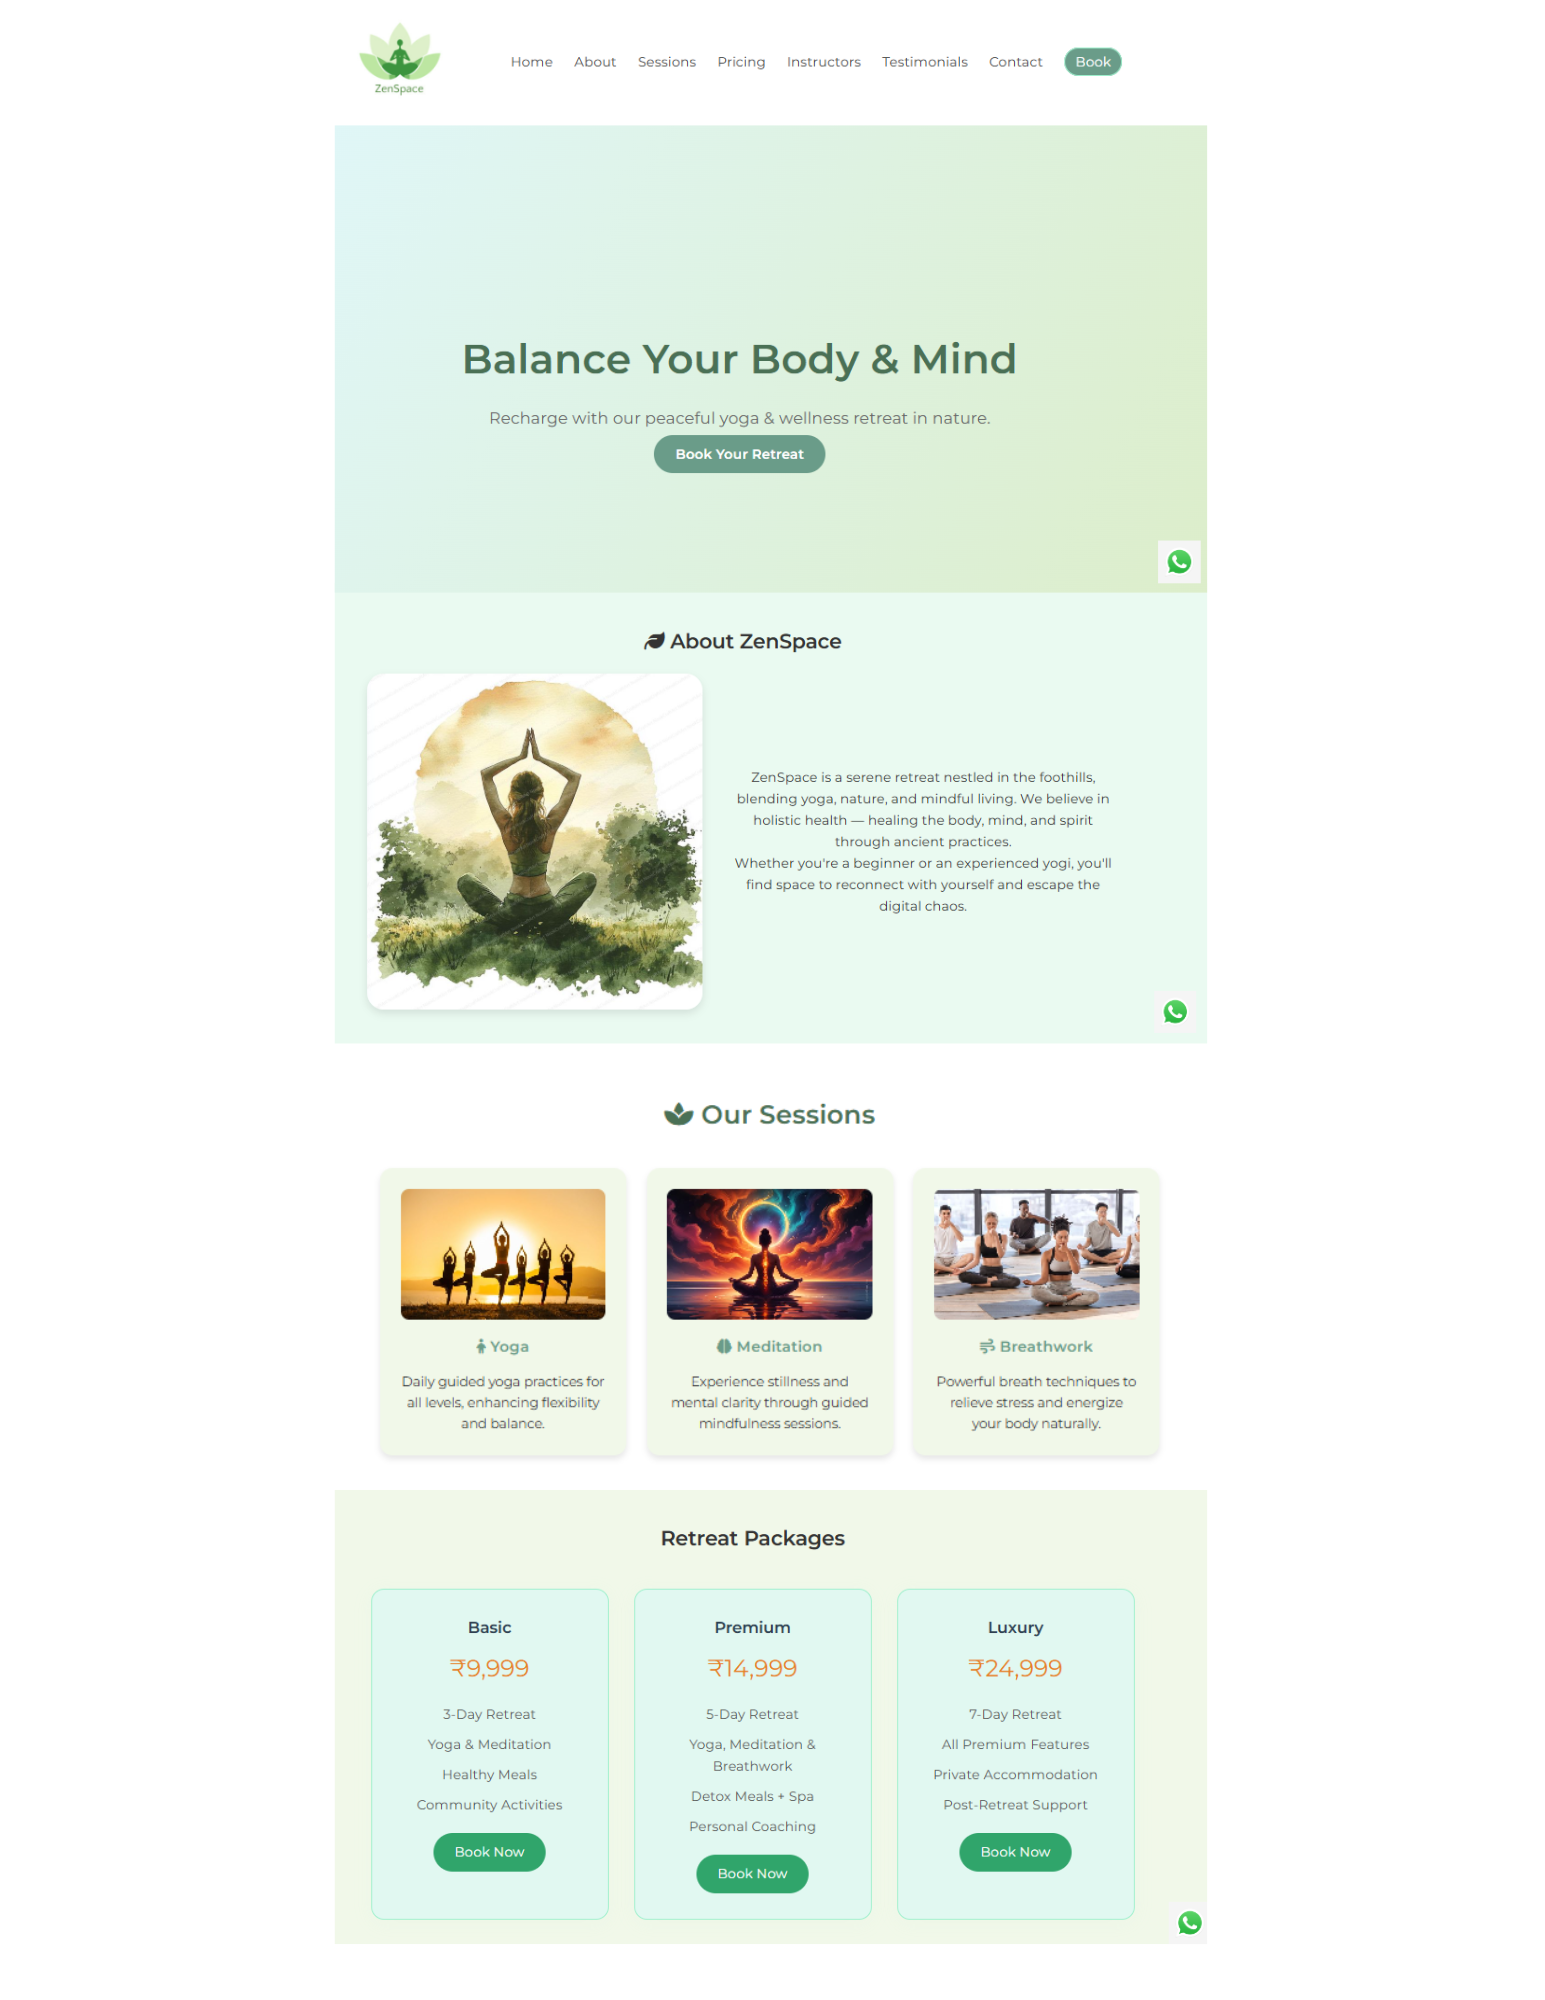 ZenSpace
Home About Sessions Pricing Instructors Testimonials Contact Book
Balance Your Body & Mind
Recharge with our peaceful yoga & wellness retreat in nature.
Book Your Retreat
About ZenSpace
ZenSpace is a serene retreat nestled in the foothills,
blending yoga, nature, and mindful living. We believe in
holistic health — healing the body, mind, and spirit
through ancient practices.
Whether you're a beginner or an experienced yogi, you'll
find space to reconnect with yourself and escape the
digital chaos.
Our Sessions
Yoga
Daily guided yoga practices for
all levels, enhancing flexibility
and balance.
Meditation
Experience stillness and
mental clarity through guided
mindfulness sessions.
Breathwork
Powerful breath techniques to
relieve stress and energize
your body naturally.
Retreat Packages
Basic
₹9,999
3-Day Retreat
Yoga & Meditation
Healthy Meals
Community Activities
Book Now
Premium
₹14,999
5-Day Retreat
Yoga, Meditation &
Breathwork
Detox Meals + Spa
Personal Coaching
Book Now
Luxury
₹24,999
7-Day Retreat
All Premium Features
Private Accommodation
Post-Retreat Support
Book Now